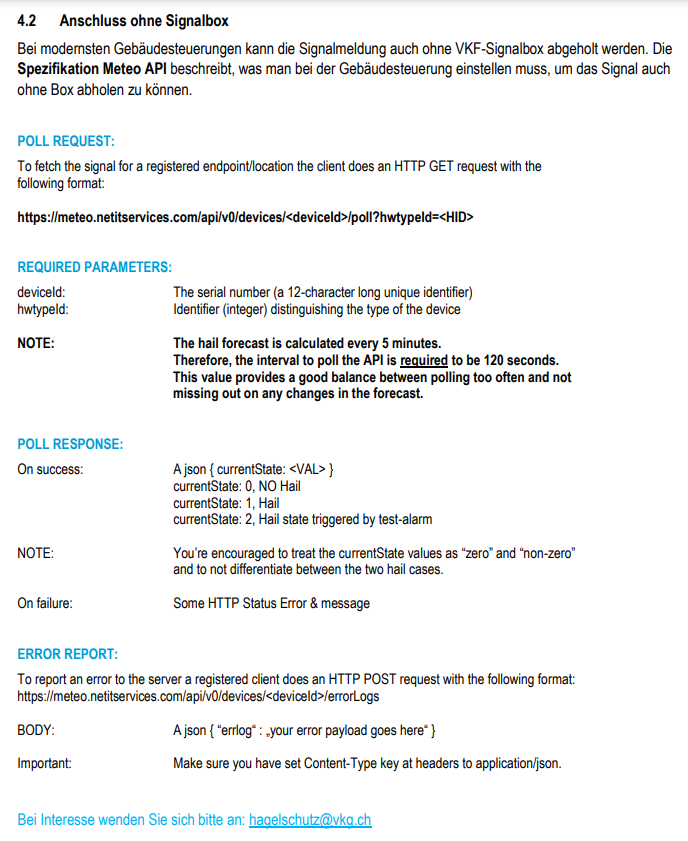 4.2 Anschluss ohne Signalbox
Bei modernsten Gebäudesteuerungen kann die Signalmeldung auch ohne VKF-Signalbox abgeholt werden. Die
Spezifikation Meteo API beschreibt, was man bei der Gebäudesteuerung einstellen muss, um das Signal auch
ohne Box abholen zu können.
POLL REQUEST:
To fetch the signal for a registered endpoint/location the client does an HTTP GET request with the
following format:
https://meteo.netitservices.com/api/v0/devices/<deviceId>/poll?hwtypeId=<HID>
REQUIRED PARAMETERS:
deviceId: The serial number (a 12-character long unique identifier)
hwtypeId: Identifier (integer) distinguishing the type of the device
NOTE: The hail forecast is calculated every 5 minutes.
Therefore, the interval to poll the API is required to be 120 seconds.
This value provides a good balance between polling too often and not
missing out on any changes in the forecast.
POLL RESPONSE:
On success: A json { currentState: <VAL> }
currentState: 0, NO Hail
currentState: 1, Hail
currentState: 2, Hail state triggered by test-alarm
NOTE: You're encouraged to treat the currentState values as “zero” and “non-zero”
and to not differentiate between the two hail cases.
On failure: Some HTTP Status Error & message
ERROR REPORT:
To report an error to the server a registered client does an HTTP POST request with the following format:
https://meteo.netitservices.com/api/v0/devices/<deviceId>/errorLogs
BODY: A json { “errlog“ : „your error payload goes here“ }
Important: Make sure you have set Content-Type key at headers to application/json.
Bei Interesse wenden Sie sich bitte an: hagelschutz@vkg.ch